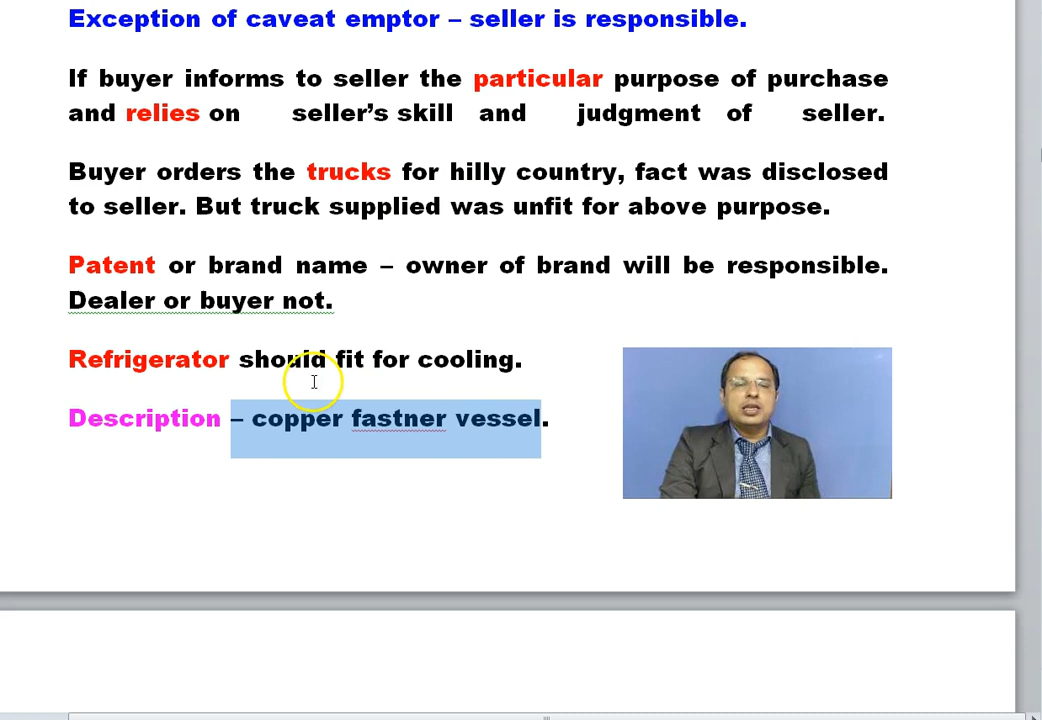 Exception of caveat emptor – seller is responsible.
If buyer informs to seller the particular purpose of purchase
and relies on seller's skill and judgment of seller.
Buyer orders the trucks for hilly country, fact was disclosed
to seller. But truck supplied was unfit for above purpose.
Patent or brand name – owner of brand will be responsible.
Dealer or buyer not.
Refrigerator should fit for cooling.
Description – copper fastner vessel.